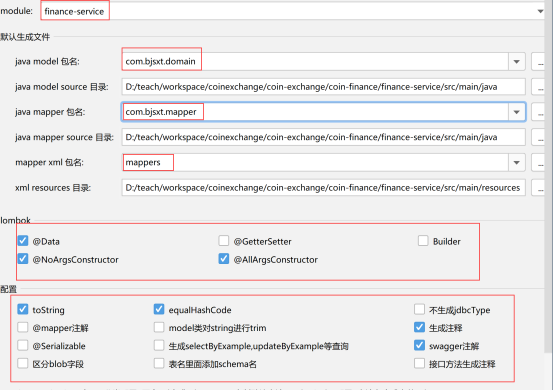 module: finance-service
默认生成文件
java model 包名: com.bjsxt.domain
java model source 目录: D:/teach/workspace/coinexchange/coin-exchange/coin-finance/finance-service/src/main/java
java mapper 包名: com.bjsxt.mapper
java mapper source 目录: D:/teach/workspace/coinexchange/coin-exchange/coin-finance/finance-service/src/main/java
mapper xml 包名: mappers
xml resources 目录: D:/teach/workspace/coinexchange/coin-exchange/coin-finance/finance-service/src/main/resources
lombok
@Data @GetterSetter Builder
@NoArgsConstructor @AllArgsConstructor
配置
toString equalHashCode 不生成jdbcType
@mapper注解 model类对string进行trim 生成注释
@Serializable 生成selectByExample,updateByExample等查询 swagger注解
区分blob字段 表名里面添加schema名 接口方法生成注释